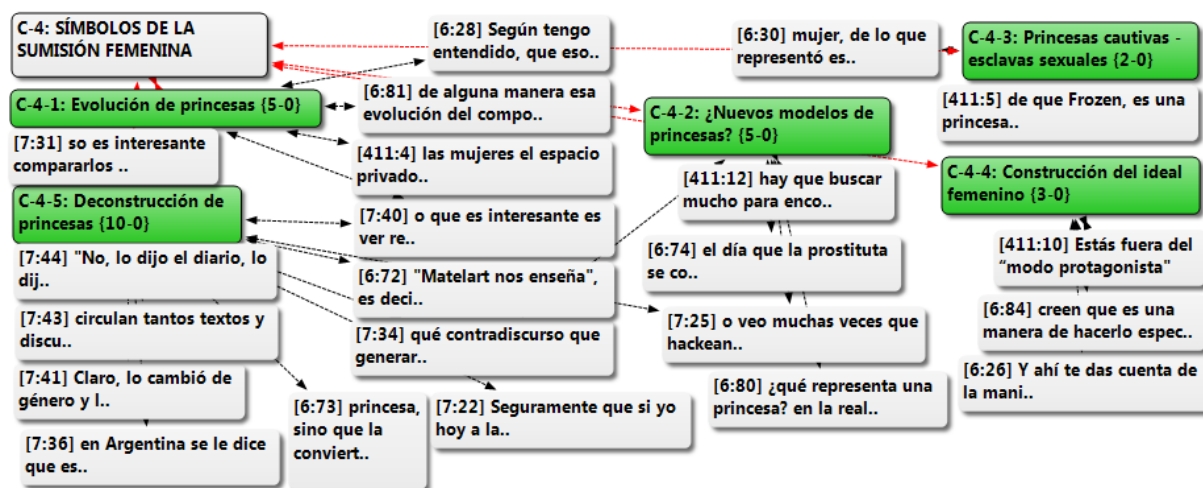 C-4: SÍMBOLOS DE LA
SUMISIÓN FEMENINA
[6:28] Según tengo
entendido, que eso..
[6:30] mujer, de lo que
representó es..
C-4-3: Princesas cautivas -
esclavas sexuales {2-0}
C-4-1: Evolución de princesas {5-0}
[6:81] de alguna manera esa
evolución del compo..
C-4-2: ¿Nuevos modelos de
princesas? {5-0}
[411:5] de que Frozen, es una
princesa..
[7:31] so es interesante
compararlos ..
[411:4] las mujeres el espacio
privado..
[411:12] hay que buscar
mucho para enco..
C-4-4: Construcción del ideal
femenino {3-0}
C-4-5: Deconstrucción de
princesas {10-0}
[7:40] o que es interesante es
ver re..
[6:74] el día que la prostituta
se co..
[411:10] Estás fuera del
“modo protagonista"
[7:44] "No, lo dijo el diario, lo
dij..
[6:72] "Matelart nos enseña",
es deci..
[7:43] circulan tantos textos y
discu..
[7:34] qué contradiscurso que
generar..
[7:25] o veo muchas veces que
hackean..
[6:84] creen que es una
manera de hacerlo espec..
[7:41] Claro, lo cambió de
género y l..
[6:73] princesa,
sino que la
conviert..
[7:22] Seguramente que si yo
hoy a la..
[6:80] ¿qué representa una
princesa? en la real..
[6:26] Y ahí te das cuenta de
la mani..
[7:36] en Argentina se le dice
que es..